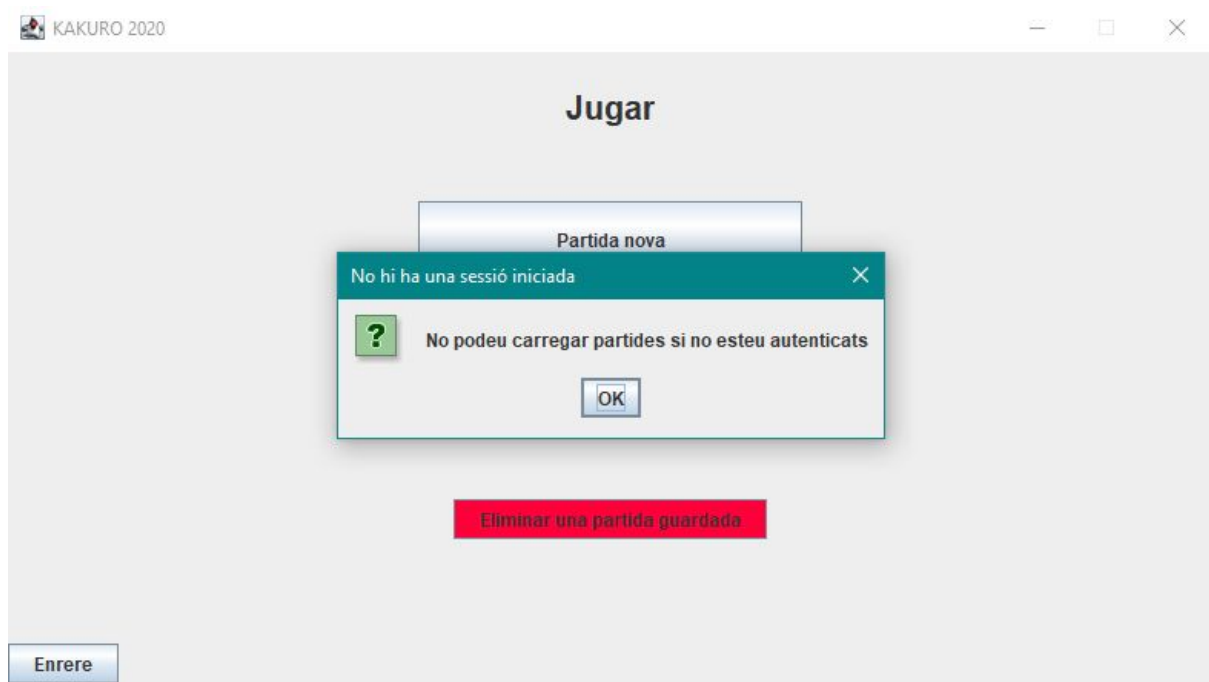 KAKURO 2020
Jugar
Partida nova
No hi ha una sessió iniciada
?
No podeu carregar partides si no esteu autenticats
OK
Eliminar una partida guardada
Enrere